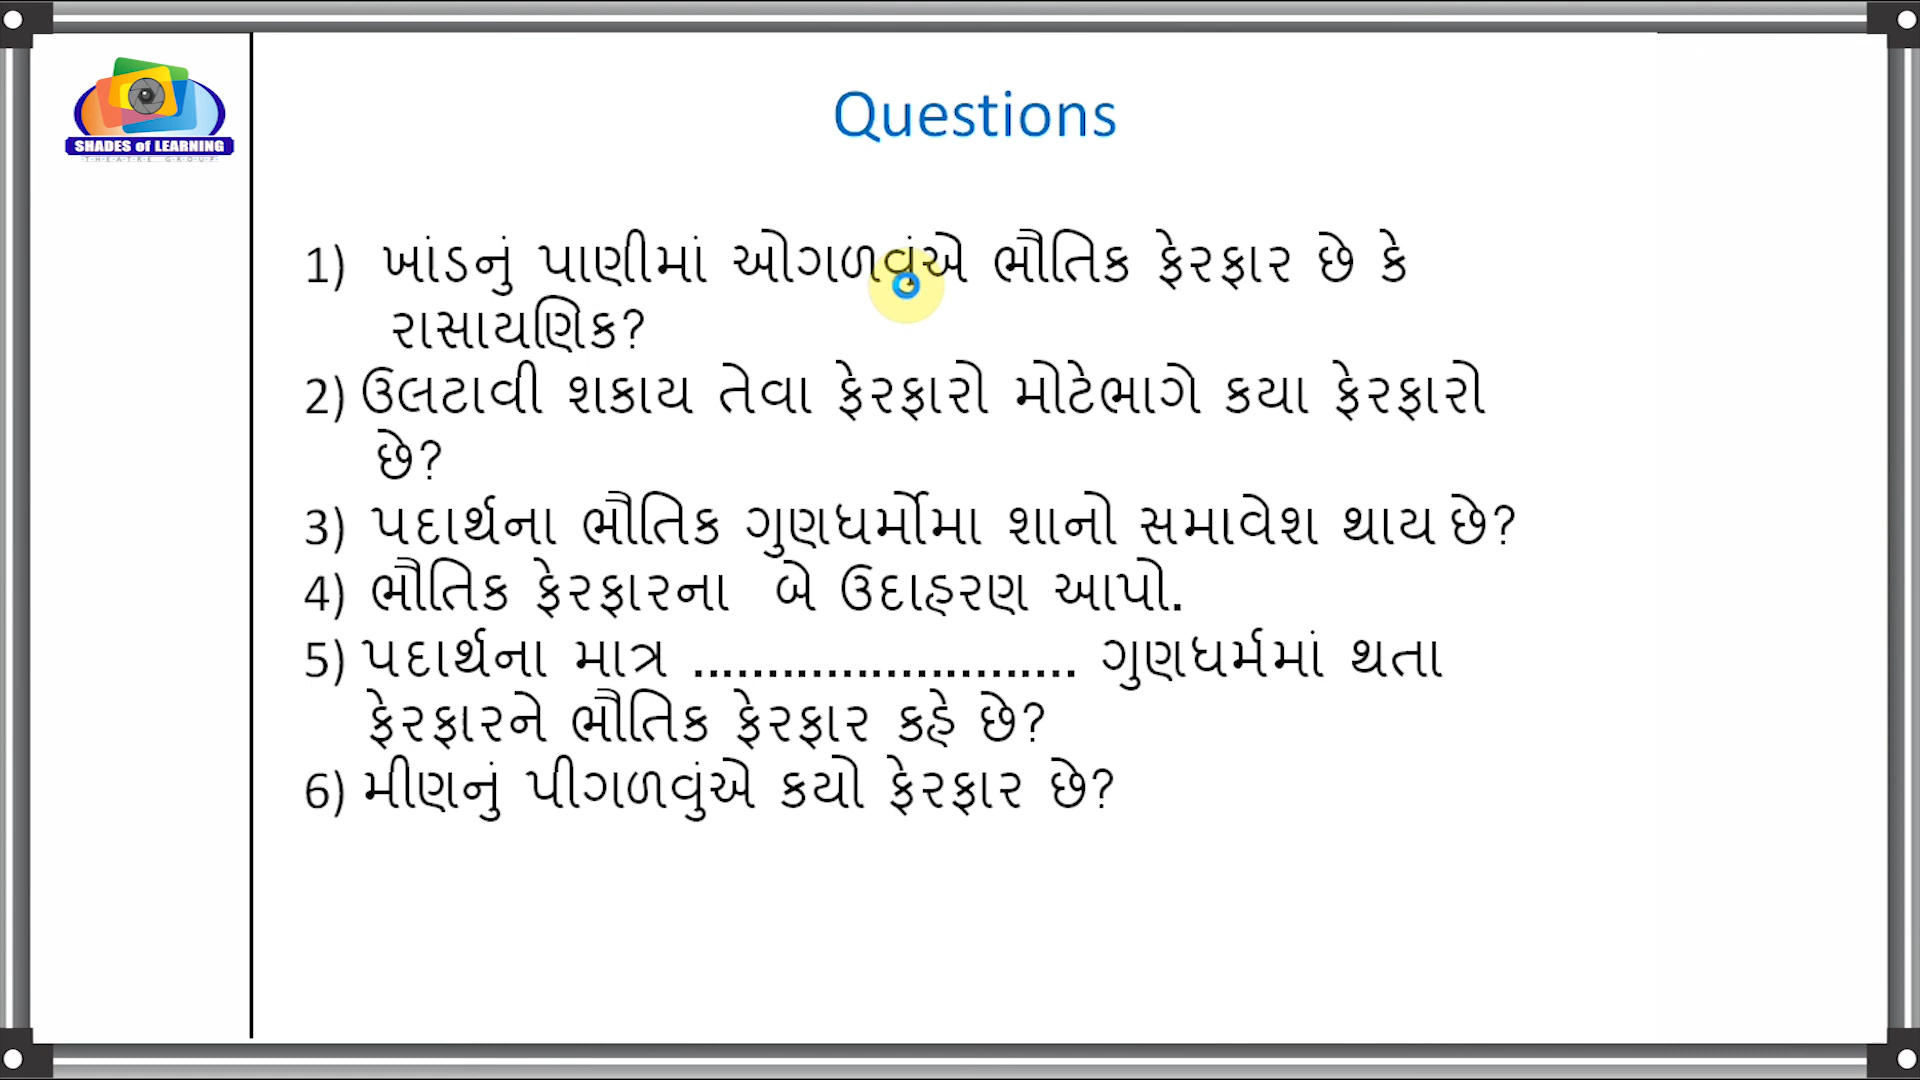 SHADES of LEARNING
THEATRE GROUP
Questions
1) ખાંડનું પાણીમાં ઓગળવુંએ ભૌતિક ફેરફાર છે કે
રાસાયણિક?
2) ઉલટાવી શકાય તેવા ફેરફારો મોટેભાગે કયા ફેરફારો
છે?
3) પદાર્થના ભૌતિક ગુણધર્મોમા શાનો સમાવેશ થાય છે?
4) ભૌતિક ફેરફારના બે ઉદાહરણ આપો.
5) પદાર્થના માત્ર .......................... ગુણધર્મમાં થતા
ફેરફારને ભૌતિક ફેરફાર કહે છે?
6) મીણનું પીગળવુંએ કયો ફેરફાર છે?